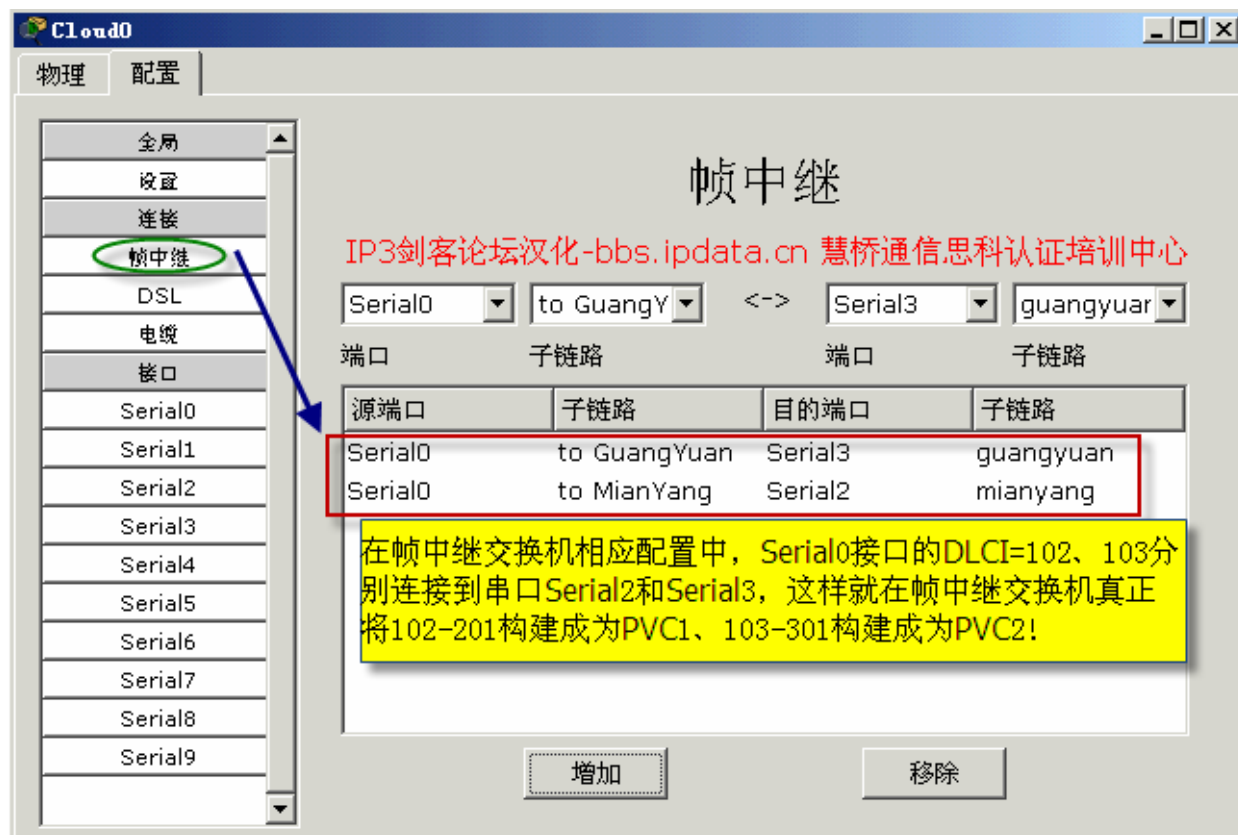 Cloud0
物理 配置
全局
设置
连接
帧中继
DSL
电缆
接口
Serial0
Serial1
Serial2
Serial3
Serial4
Serial5
Serial6
Serial7
Serial8
Serial9
帧中继
IP3剑客论坛汉化-bbs.ipdata.cn 慧桥通信思科认证培训中心
Serial0 to GuangY <-> Serial3 guangyuar
端口 子链路 端口 子链路
源端口 子链路 目的端口 子链路
Serial0 to GuangYuan Serial3 guangyuan
Serial0 to MianYang Serial2 mianyang
在帧中继交换机相应配置中，Serial0接口的DLCI=102、103分
别连接到串口Serial2和Serial3，这样就在帧中继交换机真正
将102-201构建成为PVC1、103-301构建成为PVC2!
增加 移除